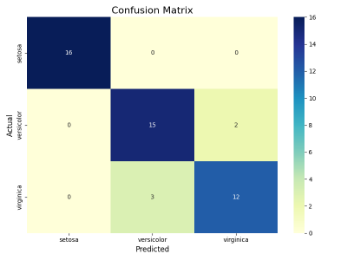 Confusion Matrix
Actual
setosa
16 0 0
versicolor
0 15 2
virginica
0 3 12
setosa versicolor virginica
Predicted
16
14
12
10
8
6
4
2
0